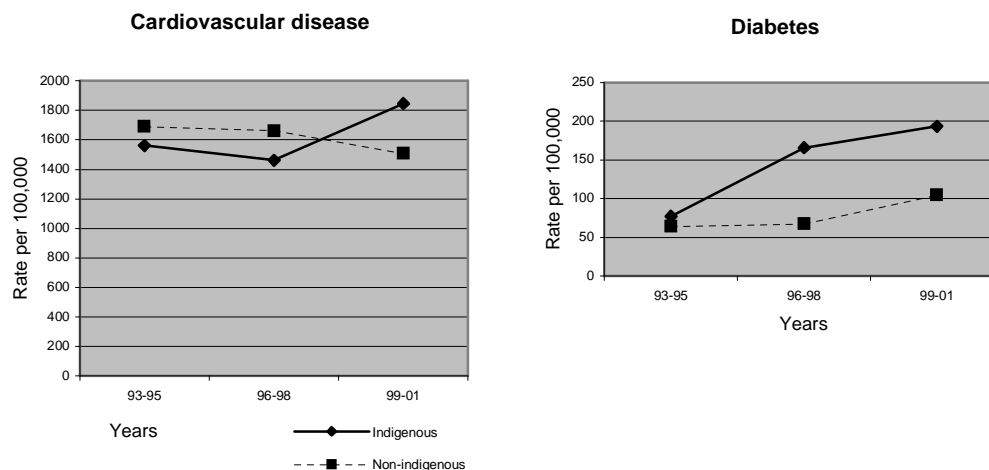 Cardiovascular disease
2000
1800
1600
1400
1200
1000
800
600
400
200
0
Rate per 100,000
93-95 96-98 99-01
Years
Diabetes
250
200
150
100
50
0
Rate per 100,000
93-95 96-98 99-01
Years
Indigenous
Non-indigenous